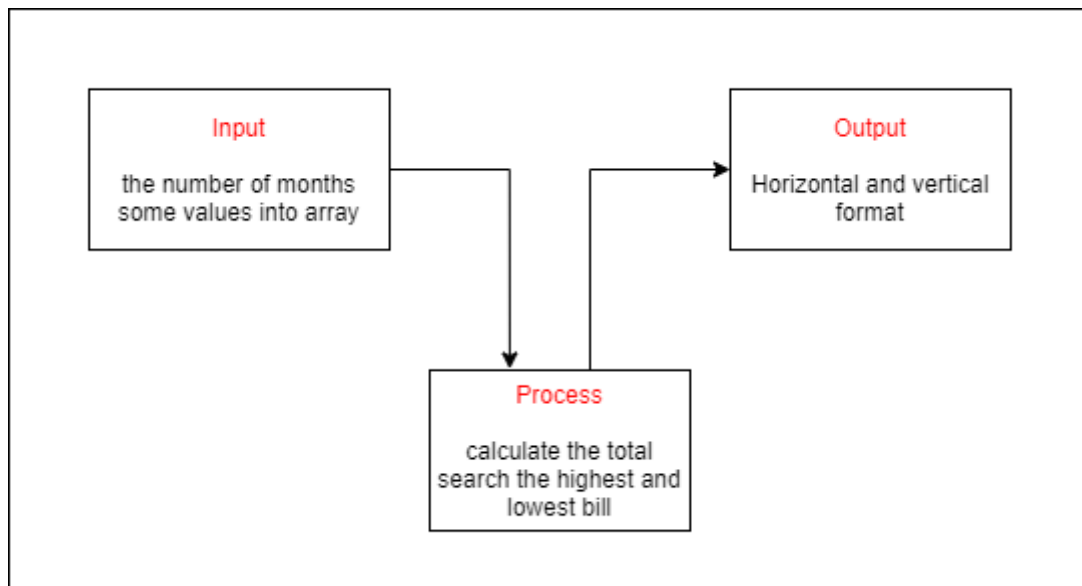 Input
the number of months
some values into array
Output
Horizontal and vertical
format
Process
calculate the total
search the highest and
lowest bill